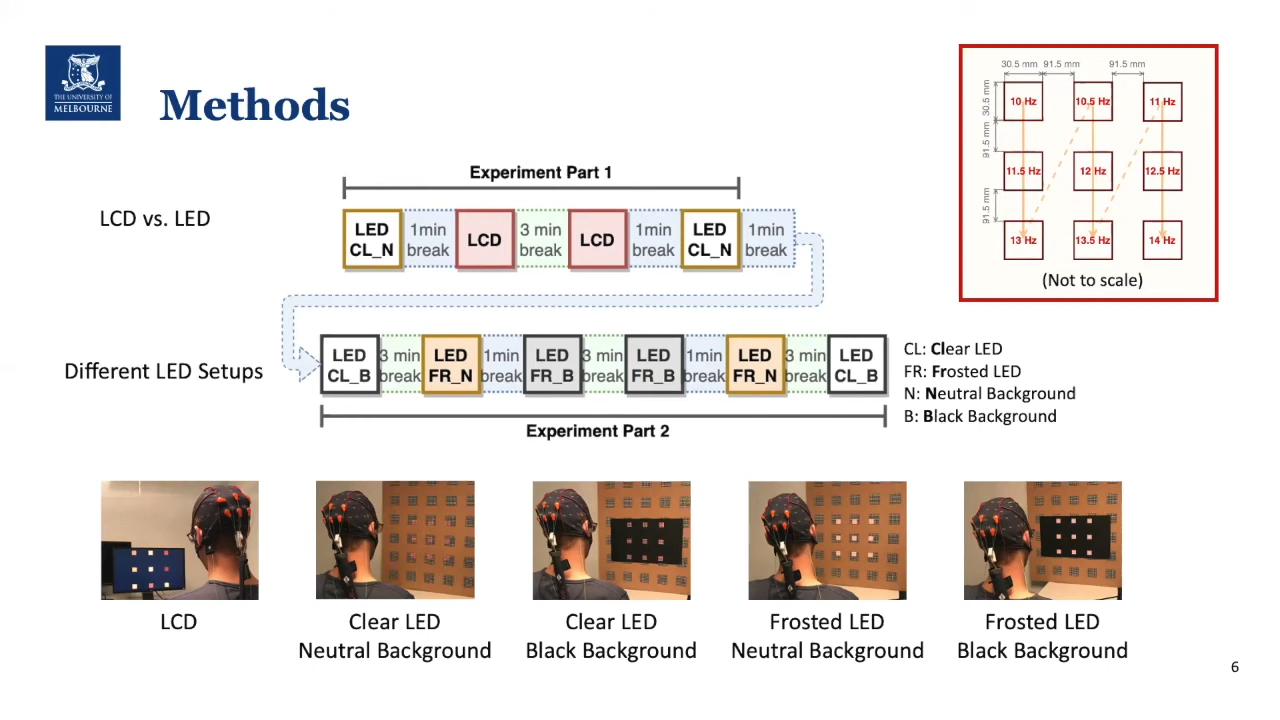 THE UNIVERSITY OF
MELBOURNE
Methods
LCD vs. LED
Experiment Part 1
LED
CL_N
1min
break
LCD
3 min
break
LCD
1min
break
LED
CL_N
1min
break
30.5 mm
91.5 mm
91.5 mm
30.5 mm
91.5 mm
91.5 mm
10 Hz
10.5 Hz
11 Hz
11.5 Hz
12 Hz
12.5 Hz
13 Hz
13.5 Hz
14 Hz
(Not to scale)
Different LED Setups
LED
CL_B
3 min
break
LED
FR_N
1min
break
LED
FR_B
3 min
break
LED
FR_B
1min
break
LED
FR_N
3 min
break
LED
CL_B
Experiment Part 2
CL: Clear LED
FR: Frosted LED
N: Neutral Background
B: Black Background
LCD
Clear LED
Neutral Background
Clear LED
Black Background
Frosted LED
Neutral Background
Frosted LED
Black Background
6